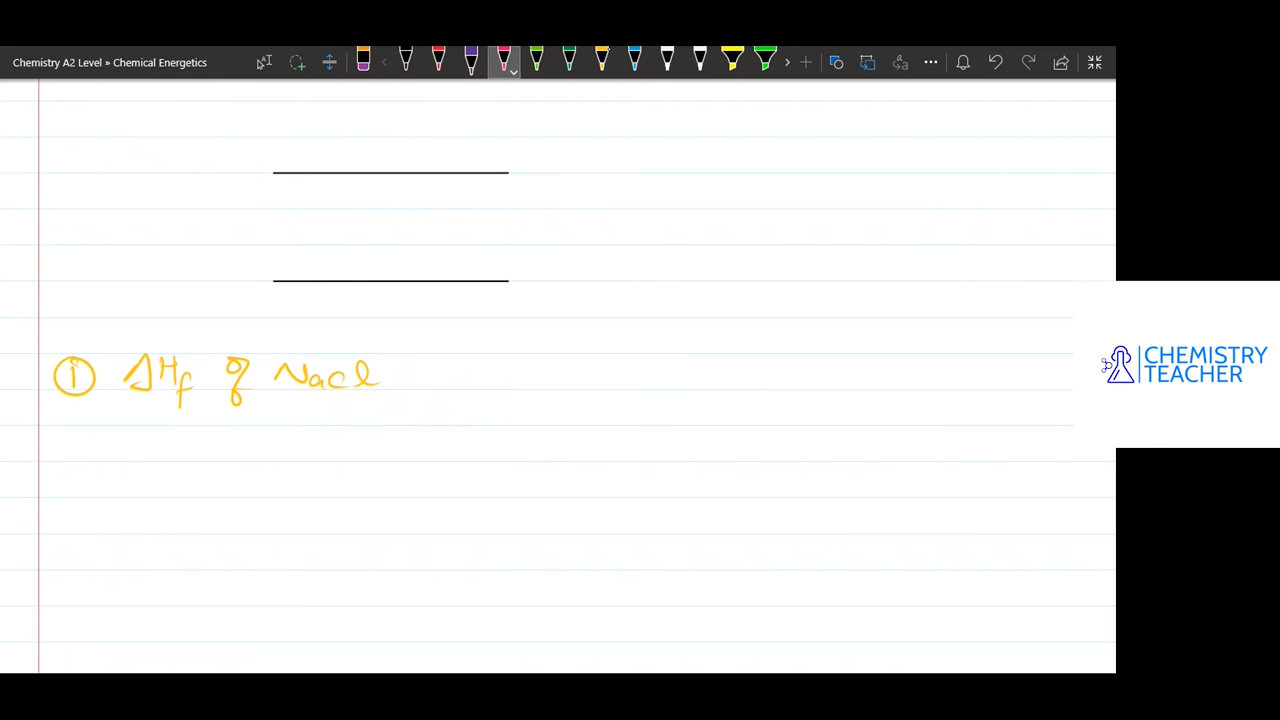 Chemistry A2 Level » Chemical Energetics
① ΔHf of Nacl
CHEMISTRY
TEACHER